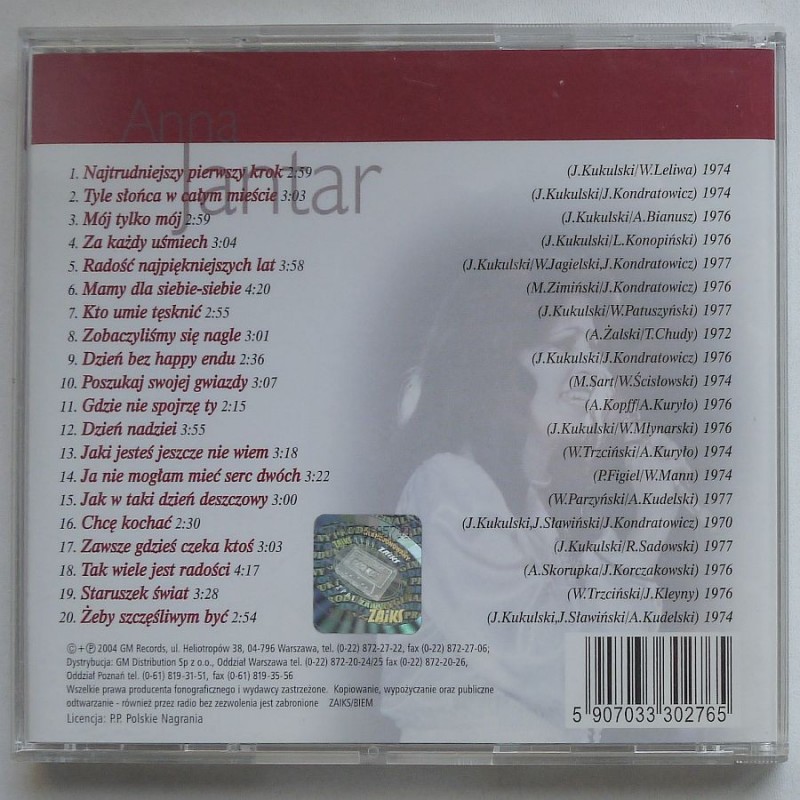 Anna
Jantar
1. Najtrudniejszy pierwszy krok 2:59 (J.Kukulski/W.Leliwa) 1974
2. Tyle słońca w całym mieście 3:03 (J.Kukulski/J.Kondratowicz) 1974
3. Mój tylko mój 2:59 (J.Kukulski/A.Bianusz) 1976
4. Za każdy uśmiech 3:04 (J.Kukulski/L.Konopiński) 1976
5. Radość najpiękniejszych lat 3:58 (J.Kukulski/W.Jagielski,J.Kondratowicz) 1977
6. Mamy dla siebie-siebie 4:20 (M.Zimiński/J.Kondratowicz) 1976
7. Kto umie tęsknić 2:55 (J.Kukulski/W.Patuszyński) 1977
8. Zobaczyliśmy się nagle 3:01 (A.Żalski/T.Chudy) 1972
9. Dzień bez happy endu 2:36 (J.Kukulski/J.Kondratowicz) 1976
10. Poszukaj swojej gwiazdy 3:07 (M.Sart/W.Ścisłowski) 1974
11. Gdzie nie spojrzę ty 2:15 (A.Kopff/A.Kuryło) 1976
12. Dzień nadziei 3:55 (J.Kukulski/W.Młynarski) 1976
13. Jaki jesteś jeszcze nie wiem 3:18 (W.Trzciński/A.Kuryło) 1974
14. Ja nie mogłam mieć serc dwóch 3:22 (P.Figiel/W.Mann) 1974
15. Jak w taki dzień deszczowy 3:00 (W.Parzyński/A.Kudelski) 1977
16. Chcę kochać 2:30 (J.Kukulski,J.Sławiński/J.Kondratowicz) 1970
17. Zawsze gdzieś czeka ktoś 3:03 (J.Kukulski/R.Sadowski) 1977
18. Tak wiele jest radości 4:17 (A.Skorupka/J.Korczakowski) 1976
19. Staruszek świat 3:28 (W.Trzciński/J.Kleyny) 1976
20. Żeby szczęśliwym być 2:54 (J.Kukulski,J.Sławiński/A.Kudelski) 1974
ZAiKS
ZAiKS
©+℗ 2004 GM Records, ul. Heliotropów 38, 04-796 Warszawa, tel. (0-22) 872-27-22, fax (0-22) 872-27-06;
Dystrybucja: GM Distribution Sp z o.o., Oddział Warszawa tel. (0-22) 872-20-24/25 fax (0-22) 872-20-26,
Oddział Poznań tel. (0-61) 819-31-51, fax (0-61) 819-35-56
Wszelkie prawa producenta fonograficznego i wydawcy zastrzeżone. Kopiowanie, wypożyczanie oraz publiczne
odtwarzanie - również przez radio bez zezwolenia jest zabronione ZAIKS/BIEM
Licencja: P.P. Polskie Nagrania
5 907033 302765